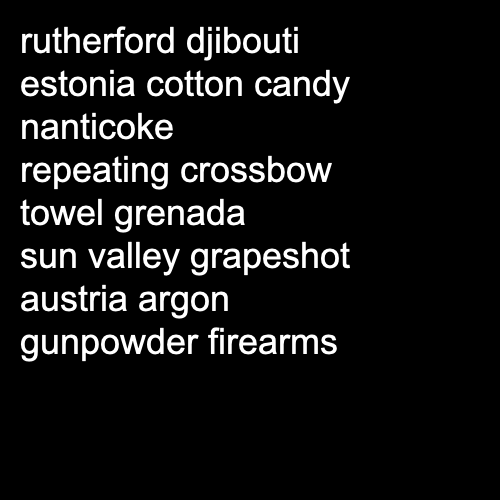 rutherford djibouti
estonia cotton candy
nanticoke
repeating crossbow
towel grenada
sun valley grapeshot
austria argon
gunpowder firearms